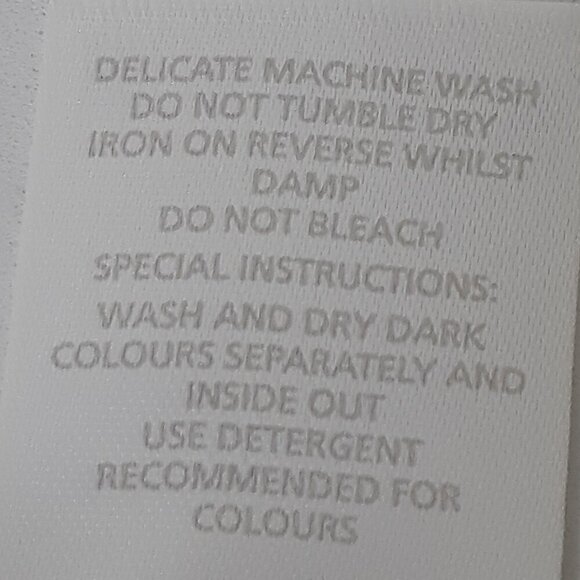 DELICATE MACHINE WASH
DO NOT TUMBLE DRY
IRON ON REVERSE WHILST
DAMP
DO NOT BLEACH
SPECIAL INSTRUCTIONS:
WASH AND DRY DARK
COLOURS SEPARATELY AND
INSIDE OUT
USE DETERGENT
RECOMMENDED FOR
COLOURS